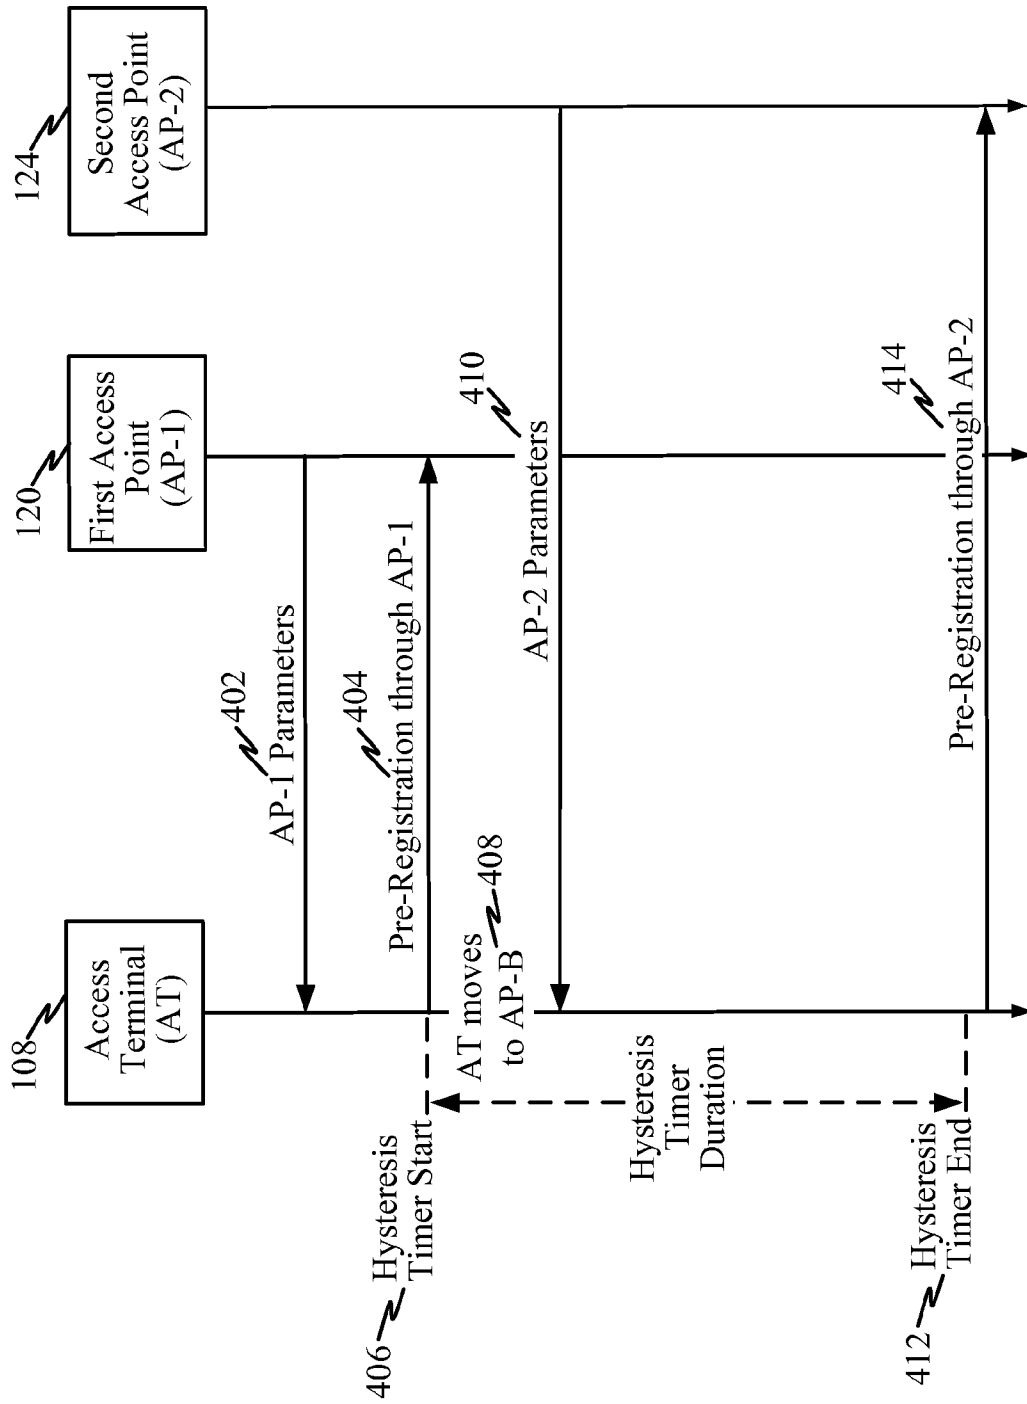 108
Access
Terminal
(AT)
120
First Access
Point
(AP-1)
124
Second
Access Point
(AP-2)
402
AP-1 Parameters
404
Pre-Registration through AP-1
406
Hysteresis
Timer Start
AT moves
to AP-B
408
410
AP-2 Parameters
Hysteresis
Timer
Duration
412
Hysteresis
Timer End
414
Pre-Registration through AP-2